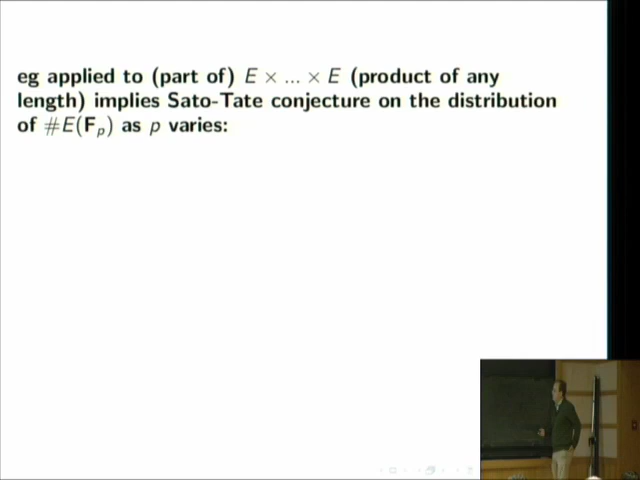 eg applied to (part of) E × ... × E (product of any
length) implies Sato-Tate conjecture on the distribution
of #E(Fₚ) as p varies: